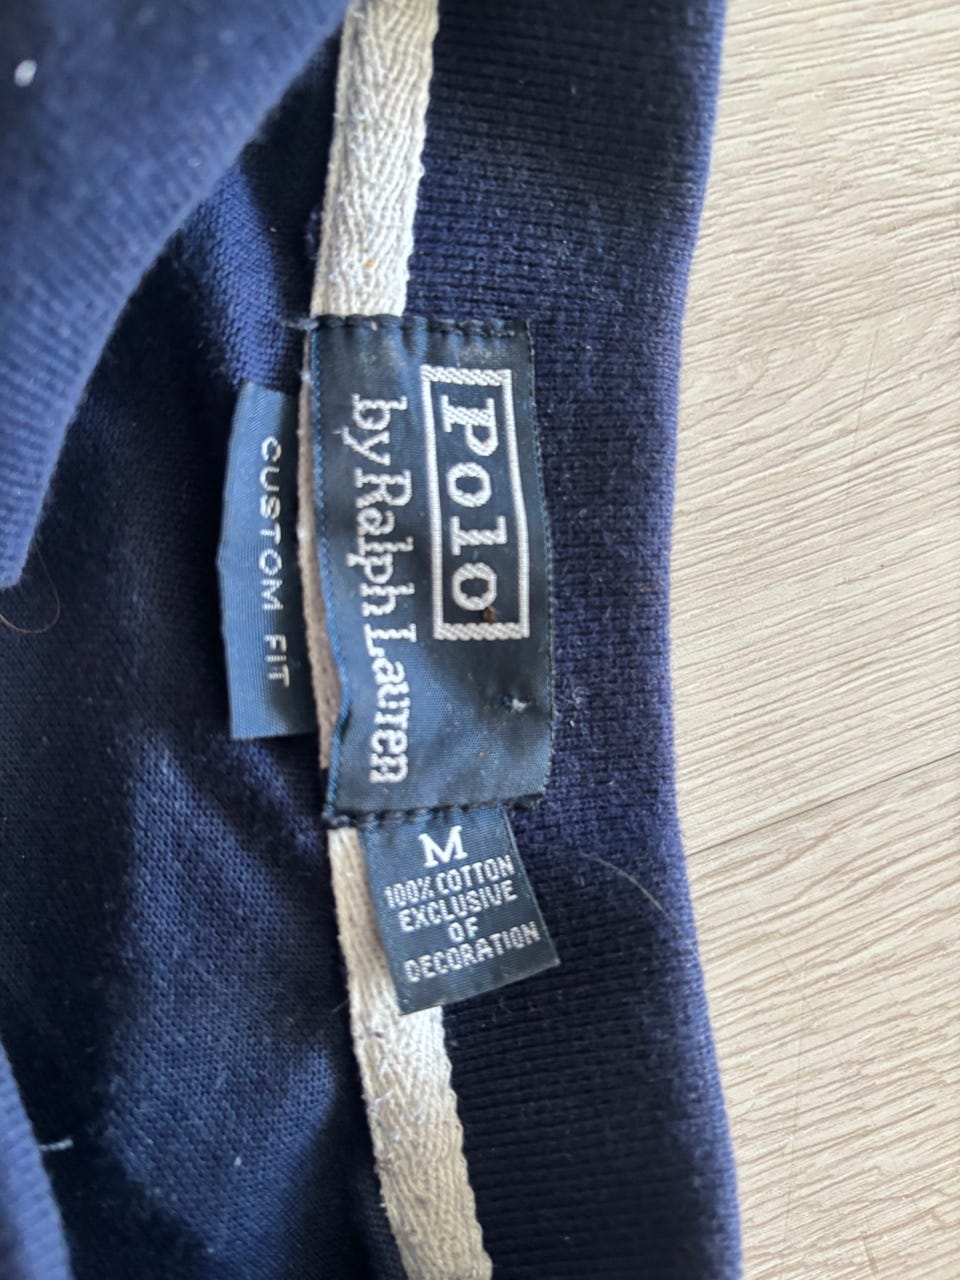 Polo
by Ralph Lauren
CUSTOM FIT
M
100% COTTON
EXCLUSIVE
OF
DECORATION